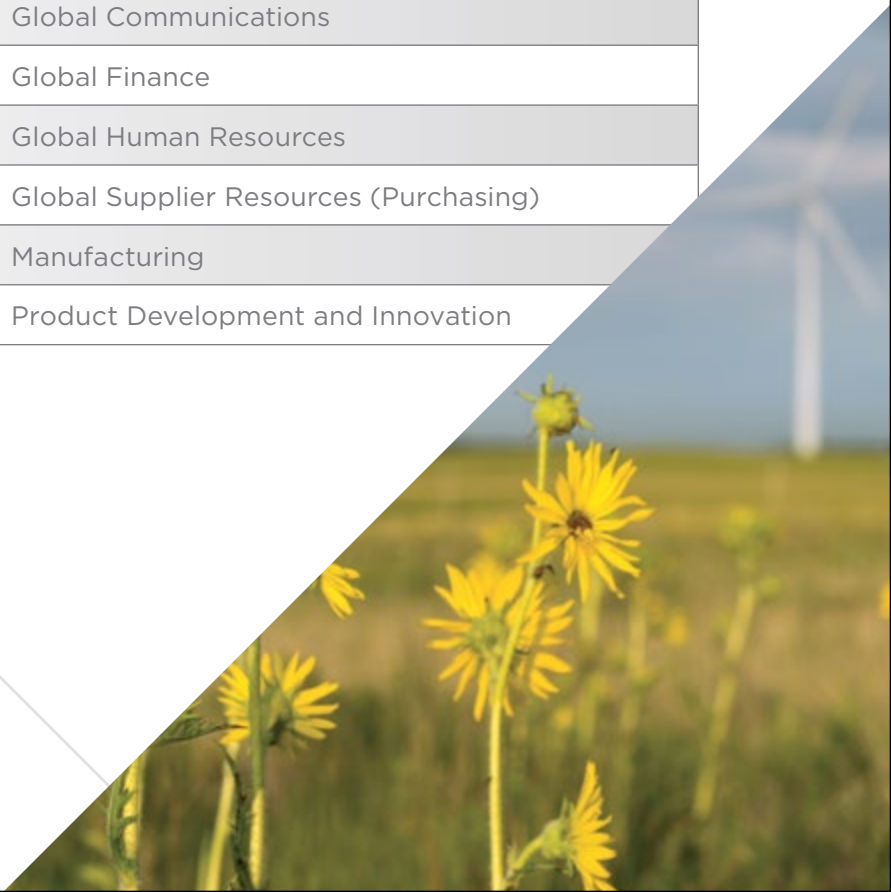 Global Communications
Global Finance
Global Human Resources
Global Supplier Resources (Purchasing)
Manufacturing
Product Development and Innovation